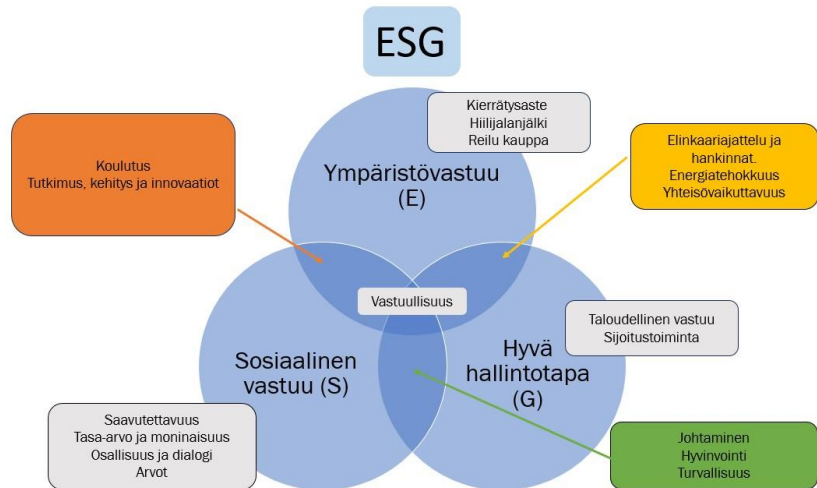 ESG
Kierrätysaste
Hiilijalanjälki
Reilu kauppa
Koulutus
Tutkimus, kehitys ja innovaatiot
Elinkaariajattelu ja
hankinnat.
Energiatehokkuus
Yhteisövaikuttavuus
Ympäristövastuu
(E)
Vastuullisuus
Taloudellinen vastuu
Sijoitustoiminta
Sosiaalinen
vastuu (S)
Hyvä
hallintotapa
(G)
Saavutettavuus
Tasa-arvo ja moninaisuus
Osallisuus ja dialogi
Arvot
Johtaminen
Hyvinvointi
Turvallisuus